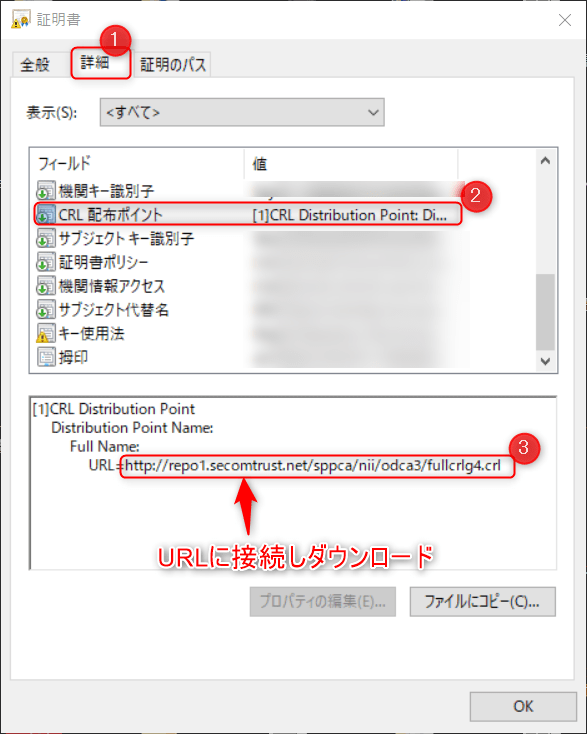 証明書
1
全般 詳細 証明のパス
表示(S): <すべて>
フィールド 値
機関キー識別子
2
CRL 配布ポイント [1]CRL Distribution Point: Di...
サブジェクト キー識別子
証明書ポリシー
機関情報アクセス
サブジェクト代替名
キー使用法
拇印
[1]CRL Distribution Point
Distribution Point Name:
Full Name:
3
URL=http://repo1.secomtrust.net/sppca/nii/odca3/fullcrlg4.crl
URLに接続しダウンロード
プロパティの編集(E)... ファイルにコピー(C)...
OK